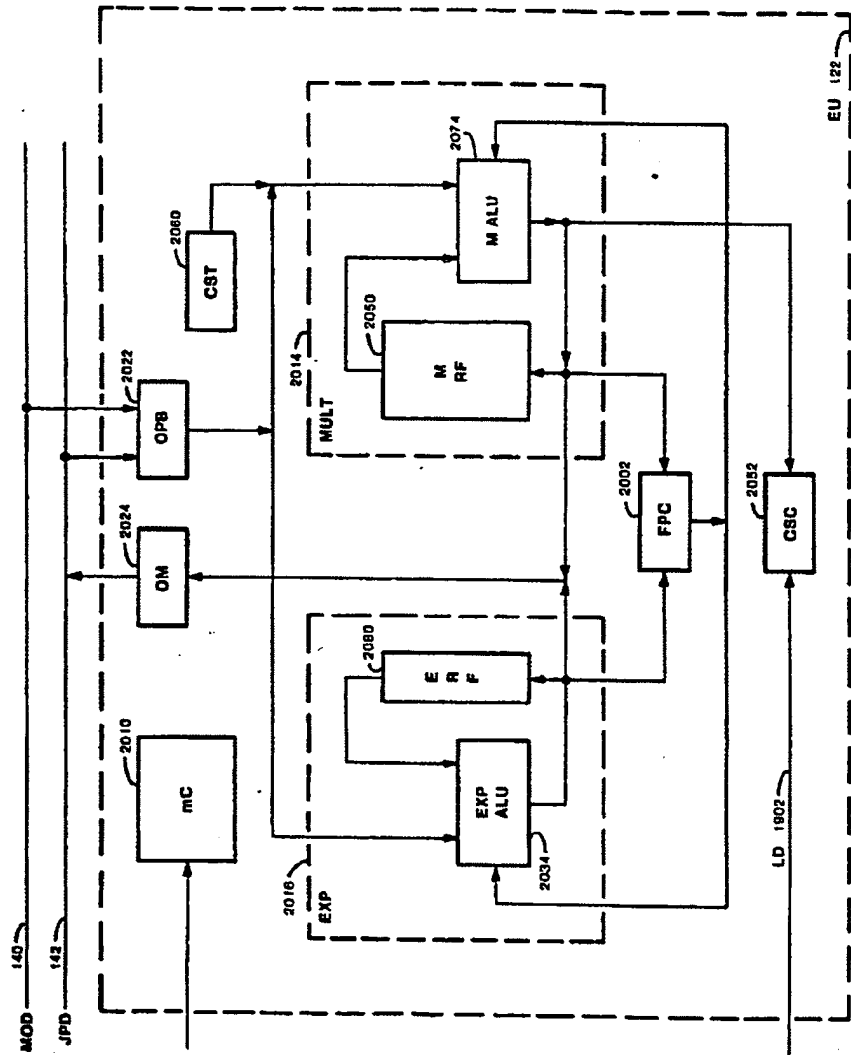 MOD
140
JPD
142
2010
mC
2024
OM
2022
OPB
2060
CST
2016
EXP
2014
MULT
EXP
ALU
2034
2080
E
R
F
2050
M
RF
2074
M ALU
2002
FPC
2052
CSC
LD 1902
EU 122